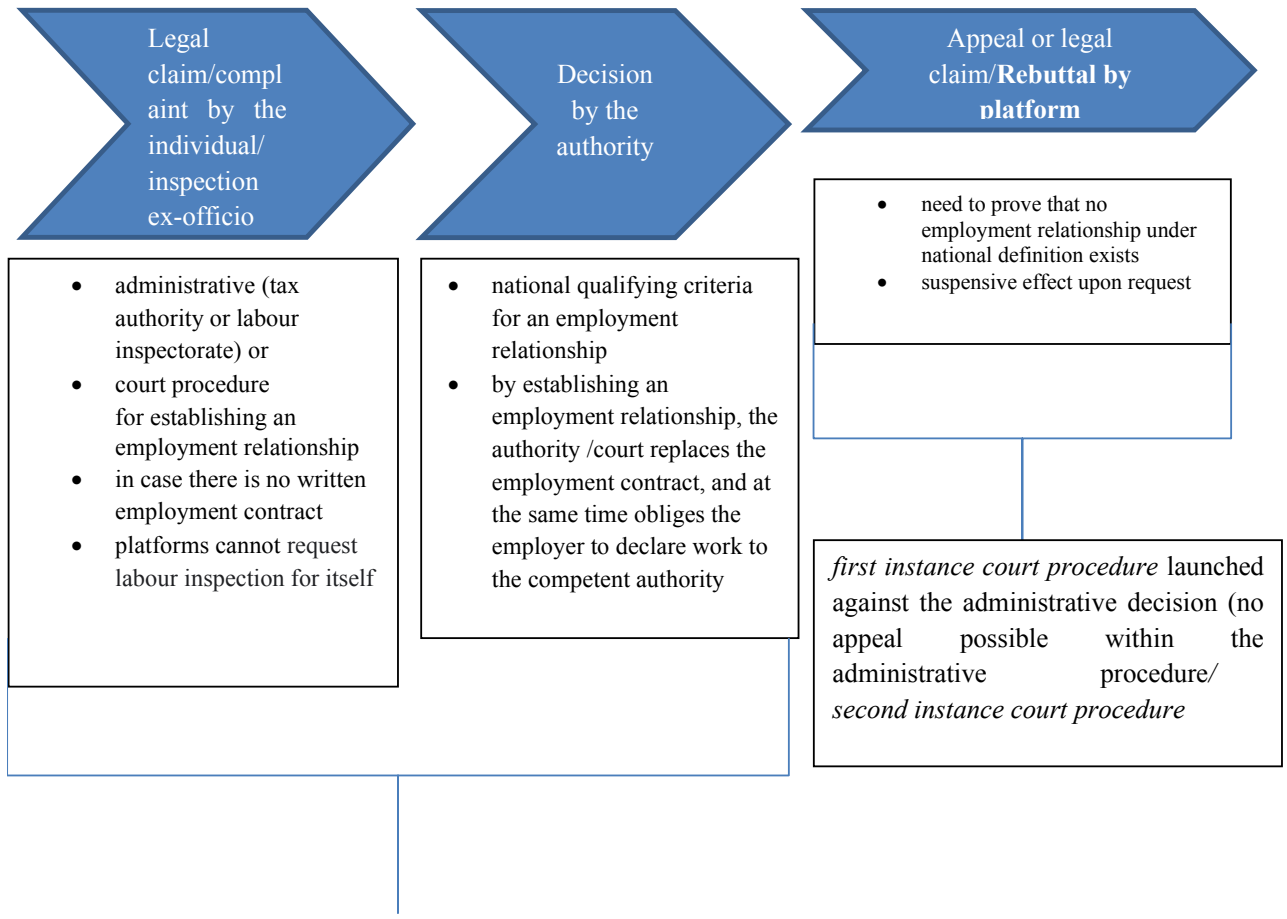 Legal
claim/compl
aint by the
individual/
inspection
ex-officio
Decision
by the
authority
Appeal or legal
claim/Rebuttal by
platform
• administrative (tax
authority or labour
inspectorate) or
• court procedure
for establishing an
employment relationship
• in case there is no written
employment contract
• platforms cannot request
labour inspection for itself
• national qualifying criteria
for an employment
relationship
• by establishing an
employment relationship, the
authority /court replaces the
employment contract, and at
the same time obliges the
employer to declare work to
the competent authority
• need to prove that no
employment relationship under
national definition exists
• suspensive effect upon request
first instance court procedure launched
against the administrative decision (no
appeal possible within the
administrative procedure/
second instance court procedure